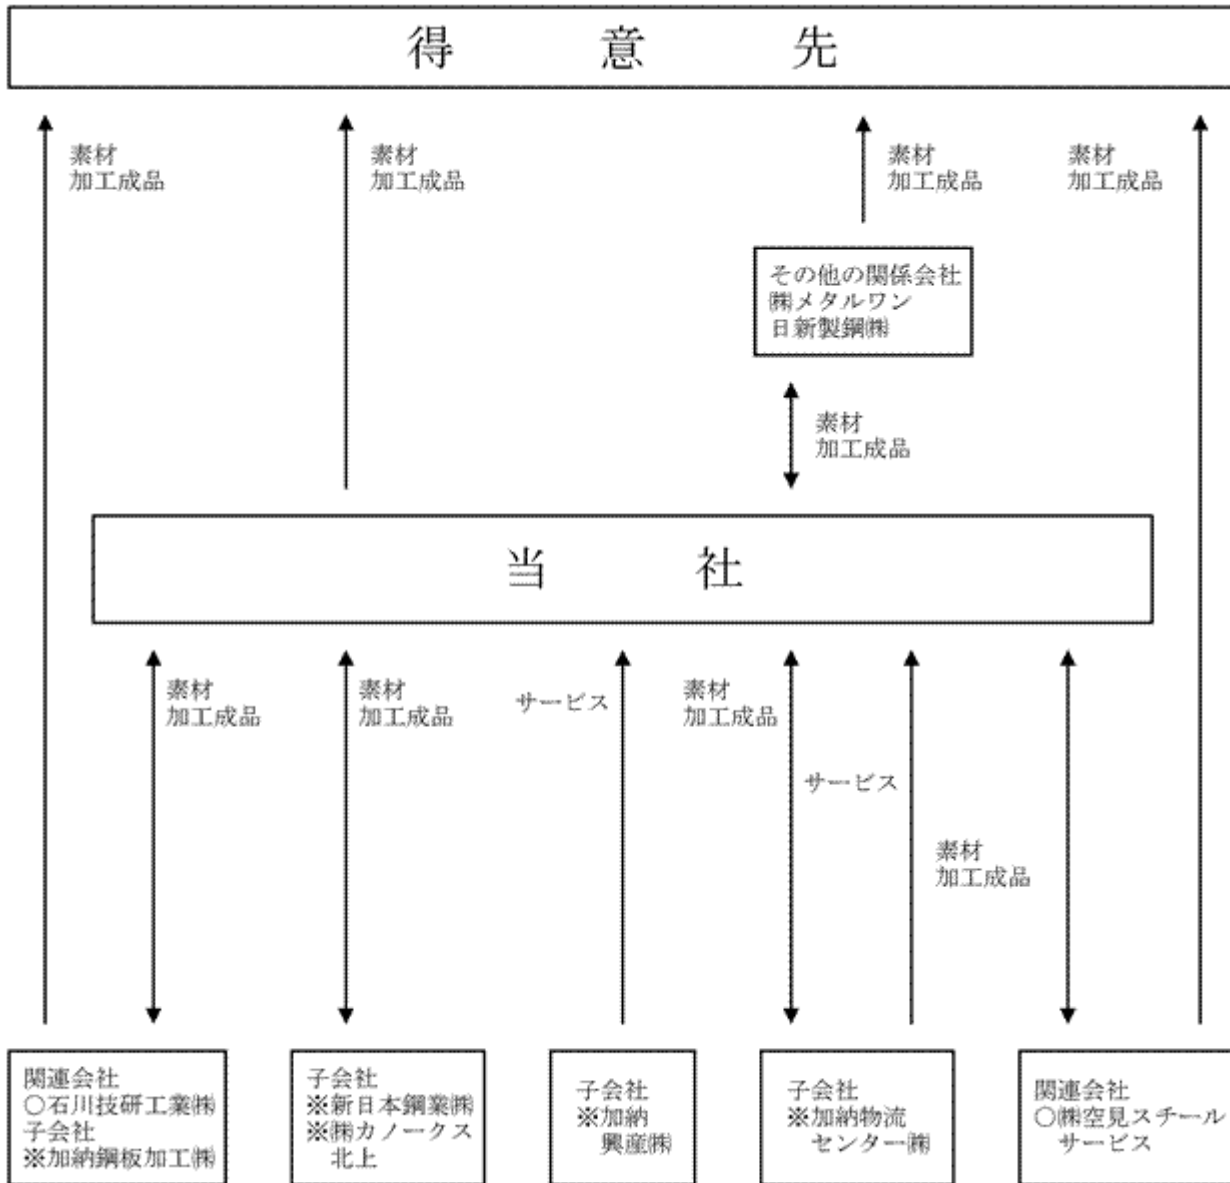 得意先
素材
加工成品
素材
加工成品
素材
加工成品
素材
加工成品
その他の関係会社
㈱メタルワン
日新製鋼㈱
素材
加工成品
当社
素材
加工成品
素材
加工成品
サービス
素材
加工成品
サービス
素材
加工成品
関連会社
○石川技研工業㈱
子会社
※加納鋼板加工㈱
子会社
※新日本鋼業㈱
※㈱カノークス
北上
子会社
※加納
興産㈱
子会社
※加納物流
センター㈱
関連会社
○㈱空見スチール
サービス